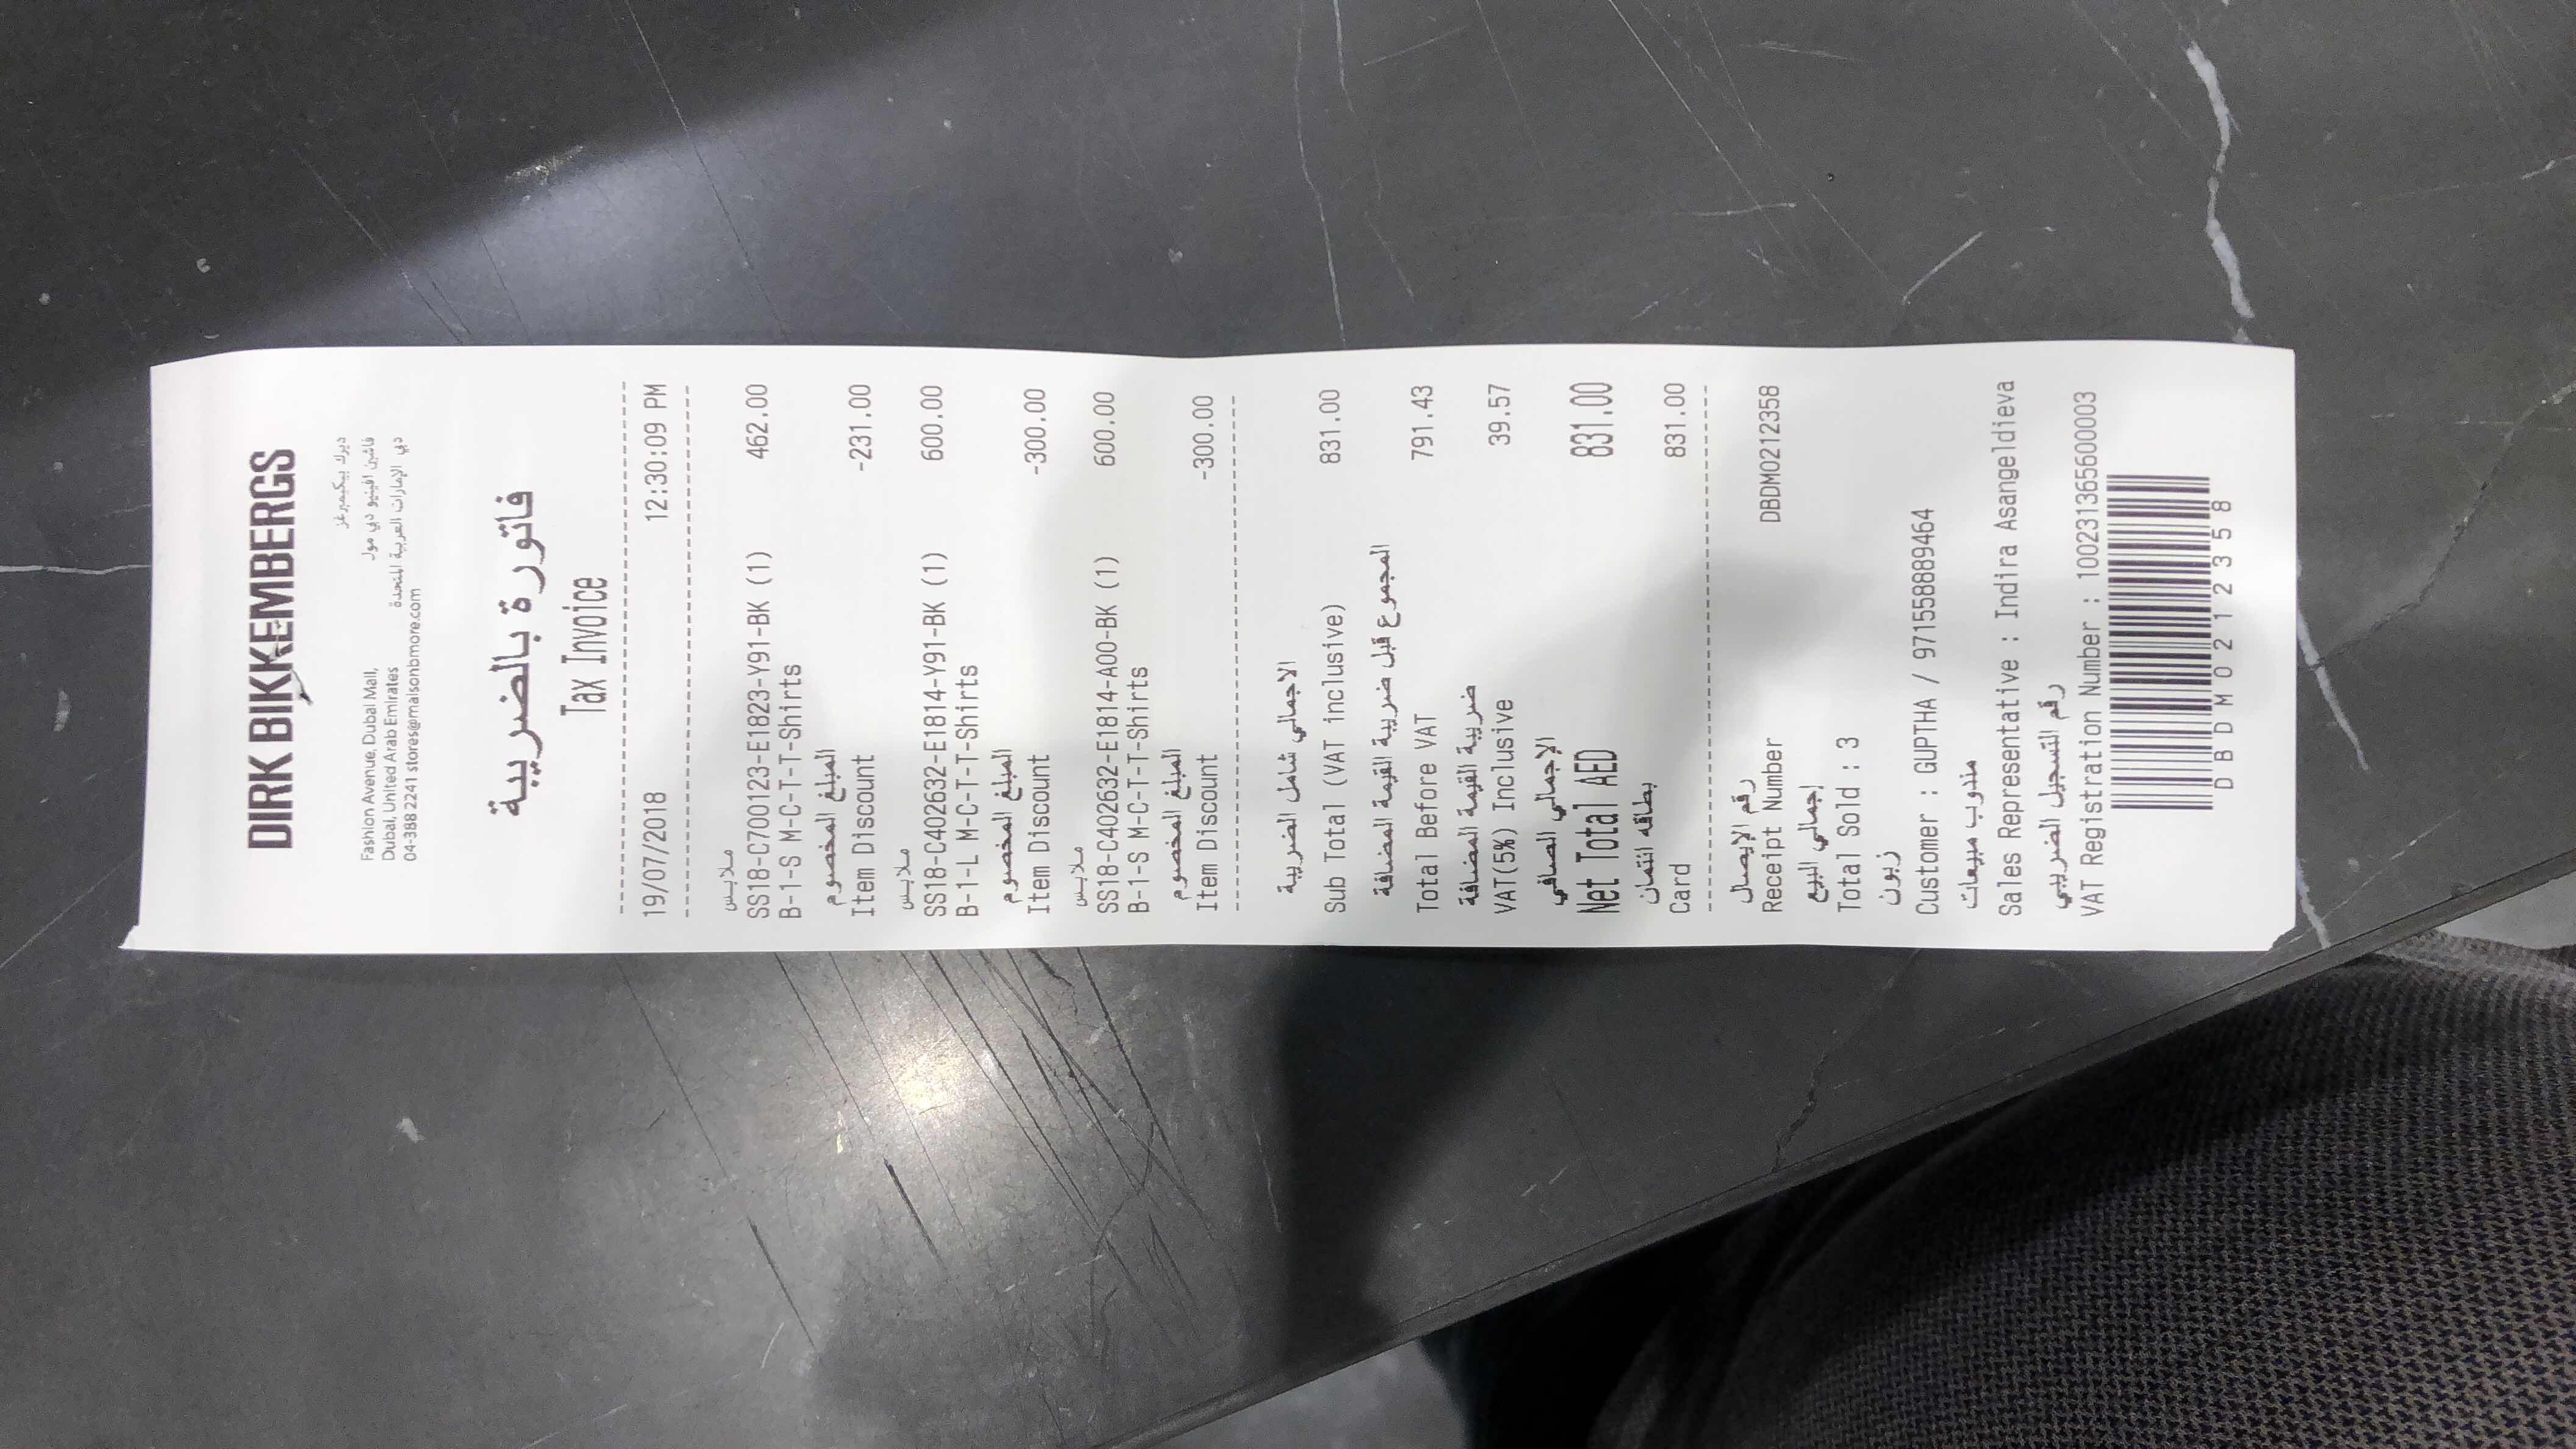 DIRK BIKKEMBERGS
ديرك بيكيمبرغز
Fashion Avenue, Dubai Mall, فاشين افينيو دبي مول
Dubai, United Arab Emirates دبي الإمارات العربية المتحدة
04-388 2241 stores@maisonbmore.com
فاتورة بالضريبة
Tax Invoice
19/07/2018 12:30:09 PM
ملابس
SS18-C700123-E1823-Y91-BK (1) 462.00
B-1-S M-C-T-T-Shirts
المبلغ المخصوم
Item Discount -231.00
ملابس
SS18-C402632-E1814-Y91-BK (1) 600.00
B-1-L M-C-T-T-Shirts
المبلغ المخصوم
Item Discount -300.00
ملابس
SS18-C402632-E1814-A00-BK (1) 600.00
B-1-S M-C-T-T-Shirts
المبلغ المخصوم
Item Discount -300.00
الاجمالي شامل الضريبة
Sub Total (VAT inclusive) 831.00
المجموع قبل ضريبة القيمة المضافة
Total Before VAT 791.43
ضريبة القيمة المضافة
VAT(5%) Inclusive 39.57
الإجمالي الصافي
Net Total AED 831.00
بطاقه ائتمان
Card 831.00
رقم الإيصال
Receipt Number DBDM0212358
إجمالي البيع
Total Sold : 3
زبون
Customer : GUPTHA / 971558889464
مندوب مبيعات
Sales Representative : Indira Asangeldieva
رقم التسجيل الضريبي
VAT Registration Number : 100231365600003
DBDM0212358